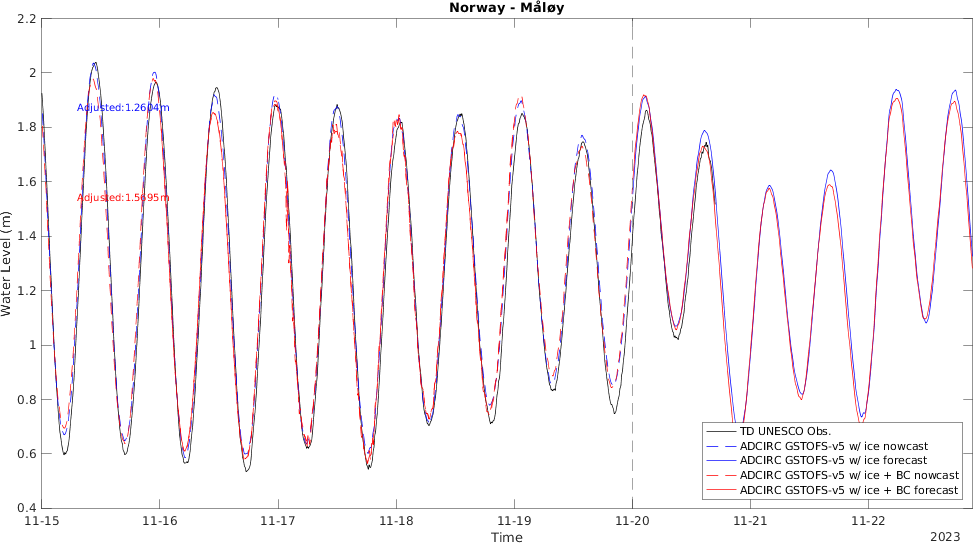 Norway - Måløy
2.2
2
1.8
1.6
1.4
1.2
1
0.8
0.6
0.4
Water Level (m)
Adjusted:1.2604m
Adjusted:1.5695m
TD UNESCO Obs.
ADCIRC GSTOFS-v5 w/ ice nowcast
ADCIRC GSTOFS-v5 w/ ice forecast
ADCIRC GSTOFS-v5 w/ ice + BC nowcast
ADCIRC GSTOFS-v5 w/ ice + BC forecast
11-15 11-16 11-17 11-18 11-19 11-20 11-21 11-22
Time
2023